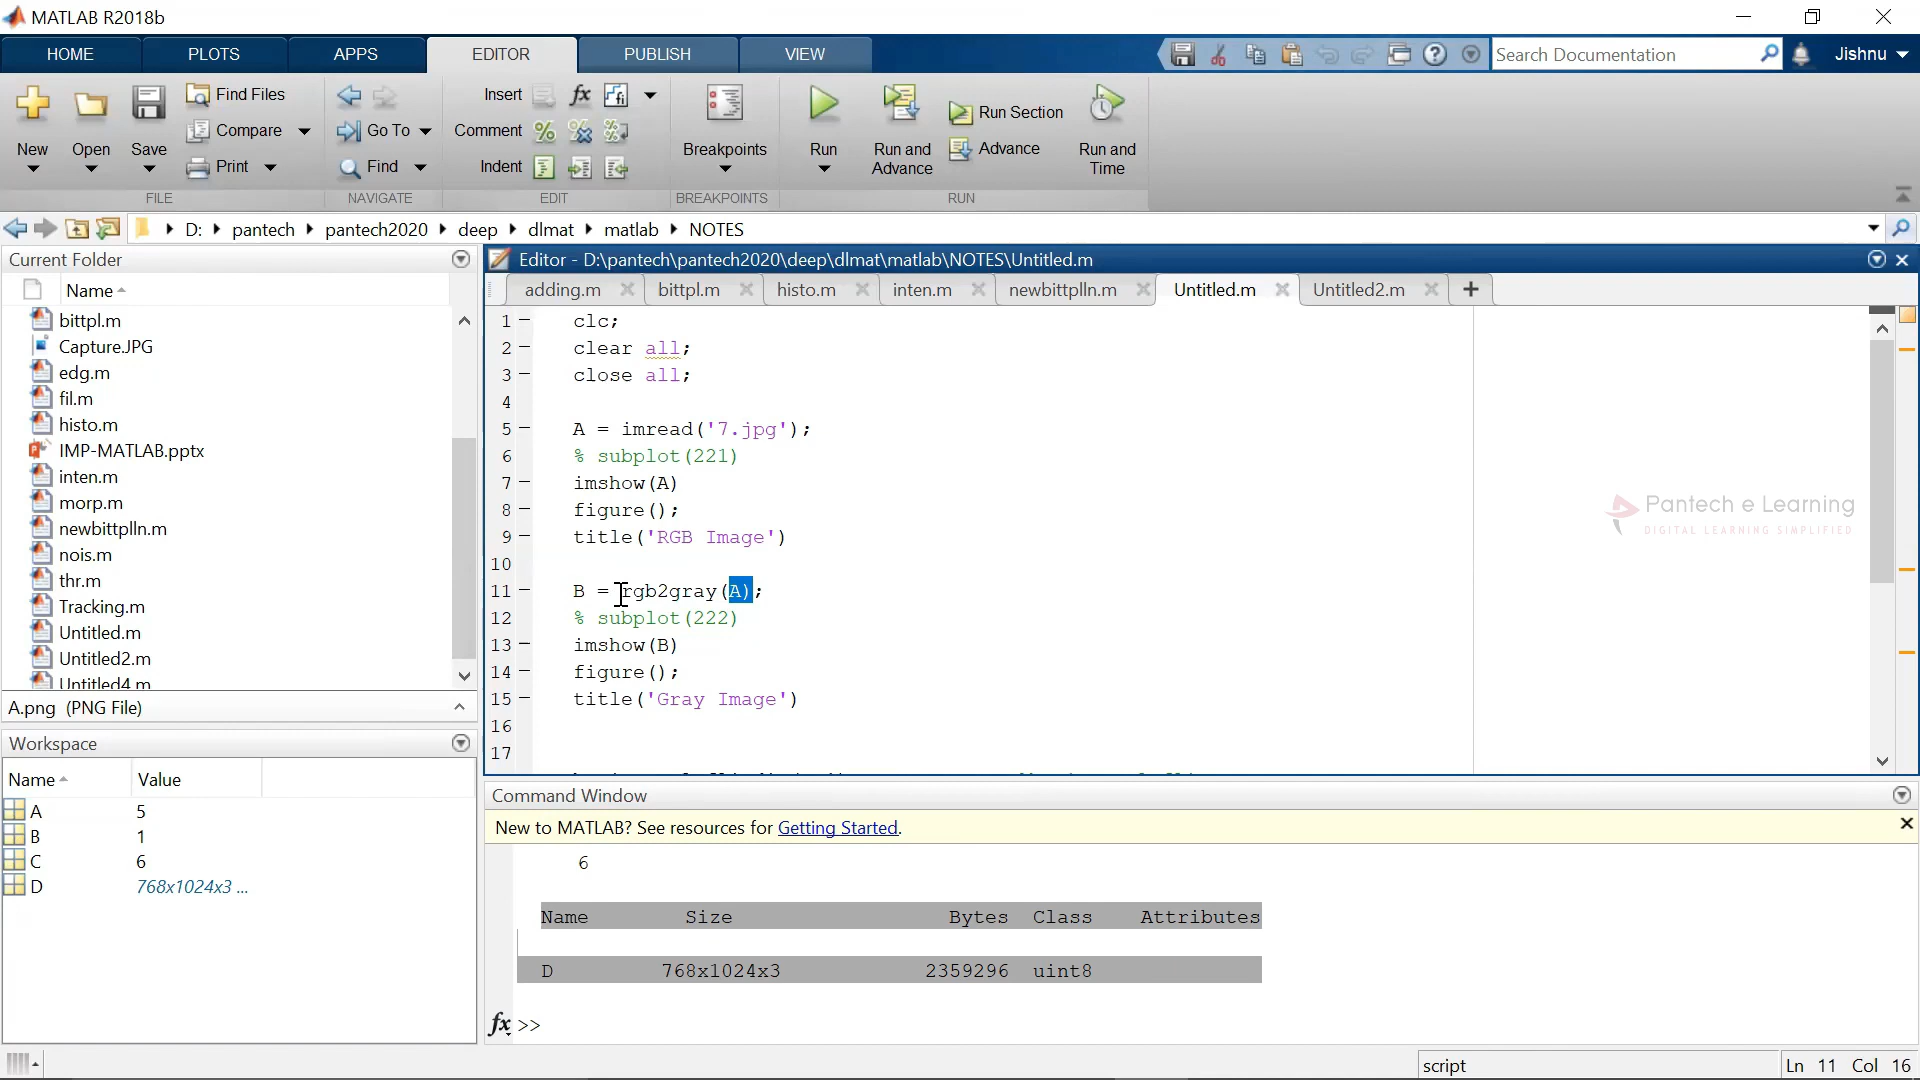 MATLAB R2018b
HOME PLOTS APPS EDITOR PUBLISH VIEW
Search Documentation
Jishnu
New
Open
Save
Find Files
Compare
Print
FILE
Go To
Find
NAVIGATE
Insert
Comment
Indent
EDIT
Breakpoints
BREAKPOINTS
Run
Run and
Advance
Run Section
Advance
Run and
Time
RUN
D: pantech pantech2020 deep dlmat matlab NOTES
Current Folder
Name
bittpl.m
Capture.JPG
edg.m
fil.m
histo.m
IMP-MATLAB.pptx
inten.m
morp.m
newbittplln.m
nois.m
thr.m
Tracking.m
Untitled.m
Untitled2.m
Untitled4.m
A.png (PNG File)
Workspace
Name Value
A 5
B 1
C 6
D 768x1024x3 ...
Editor - D:\pantech\pantech2020\deep\dlmat\matlab\NOTES\Untitled.m
adding.m bittpl.m histo.m inten.m newbittplln.m Untitled.m Untitled2.m
1 clc;
2 clear all;
3 close all;
4
5 A = imread('7.jpg');
6 % subplot(221)
7 imshow(A)
8 figure();
9 title('RGB Image')
10
11 B = rgb2gray(A);
12 % subplot(222)
13 imshow(B)
14 figure();
15 title('Gray Image')
16
17
Pantech e Learning
DIGITAL LEARNING SIMPLIFIED
Command Window
New to MATLAB? See resources for Getting Started.
6
Name Size Bytes Class Attributes
D 768x1024x3 2359296 uint8
fx >>
script
Ln 11 Col 16